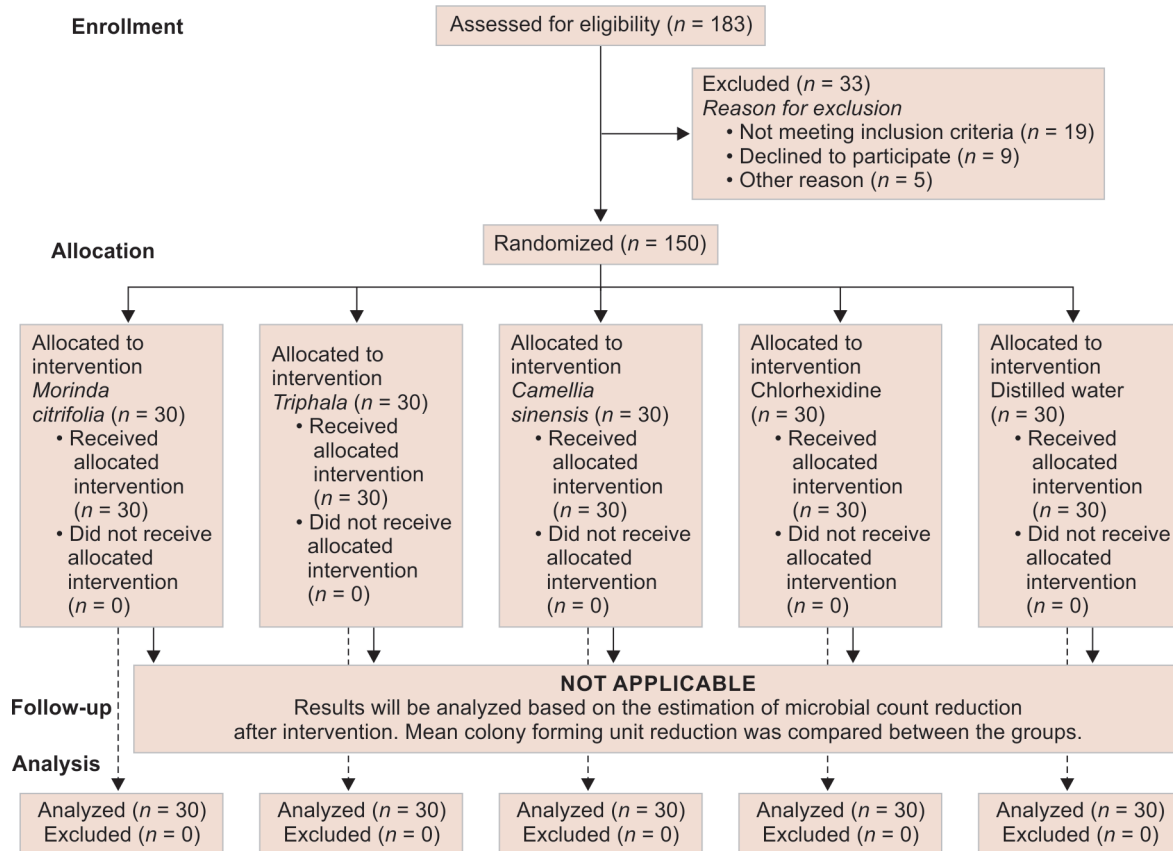 Enrollment
Assessed for eligibility (n = 183)
Excluded (n = 33)
Reason for exclusion
• Not meeting inclusion criteria (n = 19)
• Declined to participate (n = 9)
• Other reason (n = 5)
Randomized (n = 150)
Allocation
Allocated to
intervention
Morinda
citrifolia (n = 30)
• Received
allocated
intervention
(n = 30)
• Did not receive
allocated
intervention
(n = 0)
Allocated to
intervention
Triphala (n = 30)
• Received
allocated
intervention
(n = 30)
• Did not receive
allocated
intervention
(n = 0)
Allocated to
intervention
Camellia
sinensis (n = 30)
• Received
allocated
intervention
(n = 30)
• Did not receive
allocated
intervention
(n = 0)
Allocated to
intervention
Chlorhexidine
(n = 30)
• Received
allocated
intervention
(n = 30)
• Did not receive
allocated
intervention
(n = 0)
Allocated to
intervention
Distilled water
(n = 30)
• Received
allocated
intervention
(n = 30)
• Did not receive
allocated
intervention
(n = 0)
Follow-up
NOT APPLICABLE
Results will be analyzed based on the estimation of microbial count reduction
after intervention. Mean colony forming unit reduction was compared between the groups.
Analysis
Analyzed (n = 30)
Excluded (n = 0)
Analyzed (n = 30)
Excluded (n = 0)
Analyzed (n = 30)
Excluded (n = 0)
Analyzed (n = 30)
Excluded (n = 0)
Analyzed (n = 30)
Excluded (n = 0)